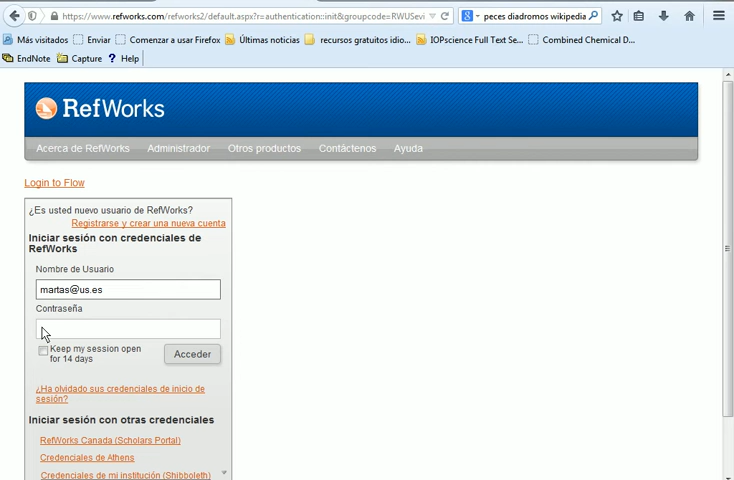 https://www.refworks.com/refworks2/default.aspx?r=authentication::init&groupcode=RWUSevi
peces diadromos wikipedia
Más visitados Enviar Comenzar a usar Firefox Últimas noticias recursos gratuitos idio... IOPscience Full Text Se... Combined Chemical D...
EndNote Capture ? Help
RefWorks
Acerca de RefWorks Administrador Otros productos Contáctenos Ayuda
Login to Flow
¿Es usted nuevo usuario de RefWorks?
Registrarse y crear una nueva cuenta
Iniciar sesión con credenciales de
RefWorks
Nombre de Usuario
martas@us.es
Contraseña
Keep my session open
for 14 days
Acceder
¿Ha olvidado sus credenciales de inicio de
sesión?
Iniciar sesión con otras credenciales
RefWorks Canada (Scholars Portal)
Credenciales de Athens
Credenciales de mi institución (Shibboleth)